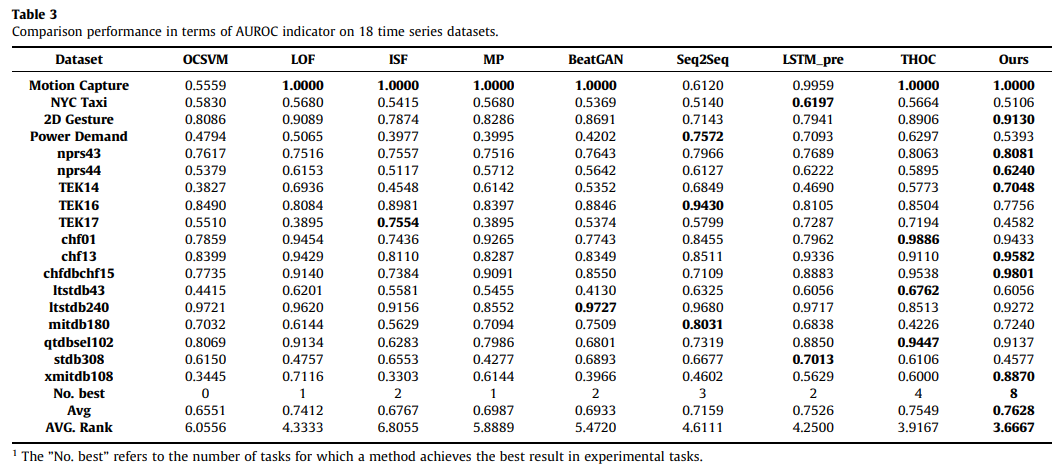 Table 3
Comparison performance in terms of AUROC indicator on 18 time series datasets.
Dataset OCSVM LOF ISF MP BeatGAN Seq2Seq LSTM_pre THOC Ours
Motion Capture 0.5559 1.0000 1.0000 1.0000 1.0000 0.6120 0.9959 1.0000 1.0000
NYC Taxi 0.5830 0.5680 0.5415 0.5680 0.5369 0.5140 0.6197 0.5664 0.5106
2D Gesture 0.8086 0.9089 0.7874 0.8286 0.8691 0.7143 0.7941 0.8906 0.9130
Power Demand 0.4794 0.5065 0.3977 0.3995 0.4202 0.7572 0.7093 0.6297 0.5393
nprs43 0.7617 0.7516 0.7557 0.7516 0.7643 0.7966 0.7689 0.8063 0.8081
nprs44 0.5379 0.6153 0.5117 0.5712 0.5642 0.6127 0.6222 0.5895 0.6240
TEK14 0.3827 0.6936 0.4548 0.6142 0.5352 0.6849 0.4690 0.5773 0.7048
TEK16 0.8490 0.8084 0.8981 0.8397 0.8846 0.9430 0.8105 0.8504 0.7756
TEK17 0.5510 0.3895 0.7554 0.3895 0.5374 0.5799 0.7287 0.7194 0.4582
chf01 0.7859 0.9454 0.7436 0.9265 0.7743 0.8455 0.7962 0.9886 0.9433
chf13 0.8399 0.9429 0.8110 0.8287 0.8349 0.8511 0.9336 0.9110 0.9582
chfdbchf15 0.7735 0.9140 0.7384 0.9091 0.8550 0.7109 0.8883 0.9538 0.9801
ltstdb43 0.4415 0.6201 0.5581 0.5455 0.4130 0.6325 0.6056 0.6762 0.6056
ltstdb240 0.9721 0.9620 0.9156 0.8552 0.9727 0.9680 0.9717 0.8513 0.9272
mitdb180 0.7032 0.6144 0.5629 0.7094 0.7509 0.8031 0.6838 0.4226 0.7240
qtdbsel102 0.8069 0.9134 0.6283 0.7986 0.6801 0.7319 0.8850 0.9447 0.9137
stdb308 0.6150 0.4757 0.6553 0.4277 0.6893 0.6677 0.7013 0.6106 0.4577
xmitdb108 0.3445 0.7116 0.3303 0.6144 0.3966 0.4602 0.5629 0.6000 0.8870
No. best 0 1 2 1 2 3 2 4 8
Avg 0.6551 0.7412 0.6767 0.6987 0.6933 0.7159 0.7526 0.7549 0.7628
AVG. Rank 6.0556 4.3333 6.8055 5.8889 5.4720 4.6111 4.2500 3.9167 3.6667
1 The "No. best" refers to the number of tasks for which a method achieves the best result in experimental tasks.